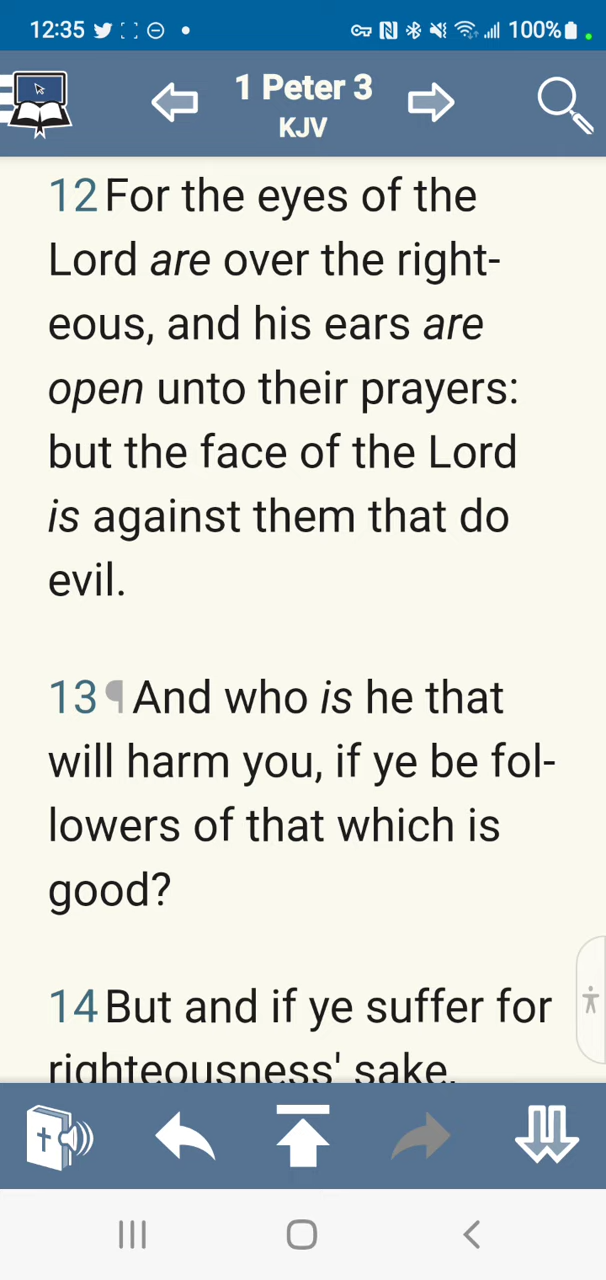 12:35 100%
1 Peter 3
KJV
12 For the eyes of the
Lord are over the right-
eous, and his ears are
open unto their prayers:
but the face of the Lord
is against them that do
evil.
13 ¶ And who is he that
will harm you, if ye be fol-
lowers of that which is
good?
14 But and if ye suffer for
righteousness' sake,